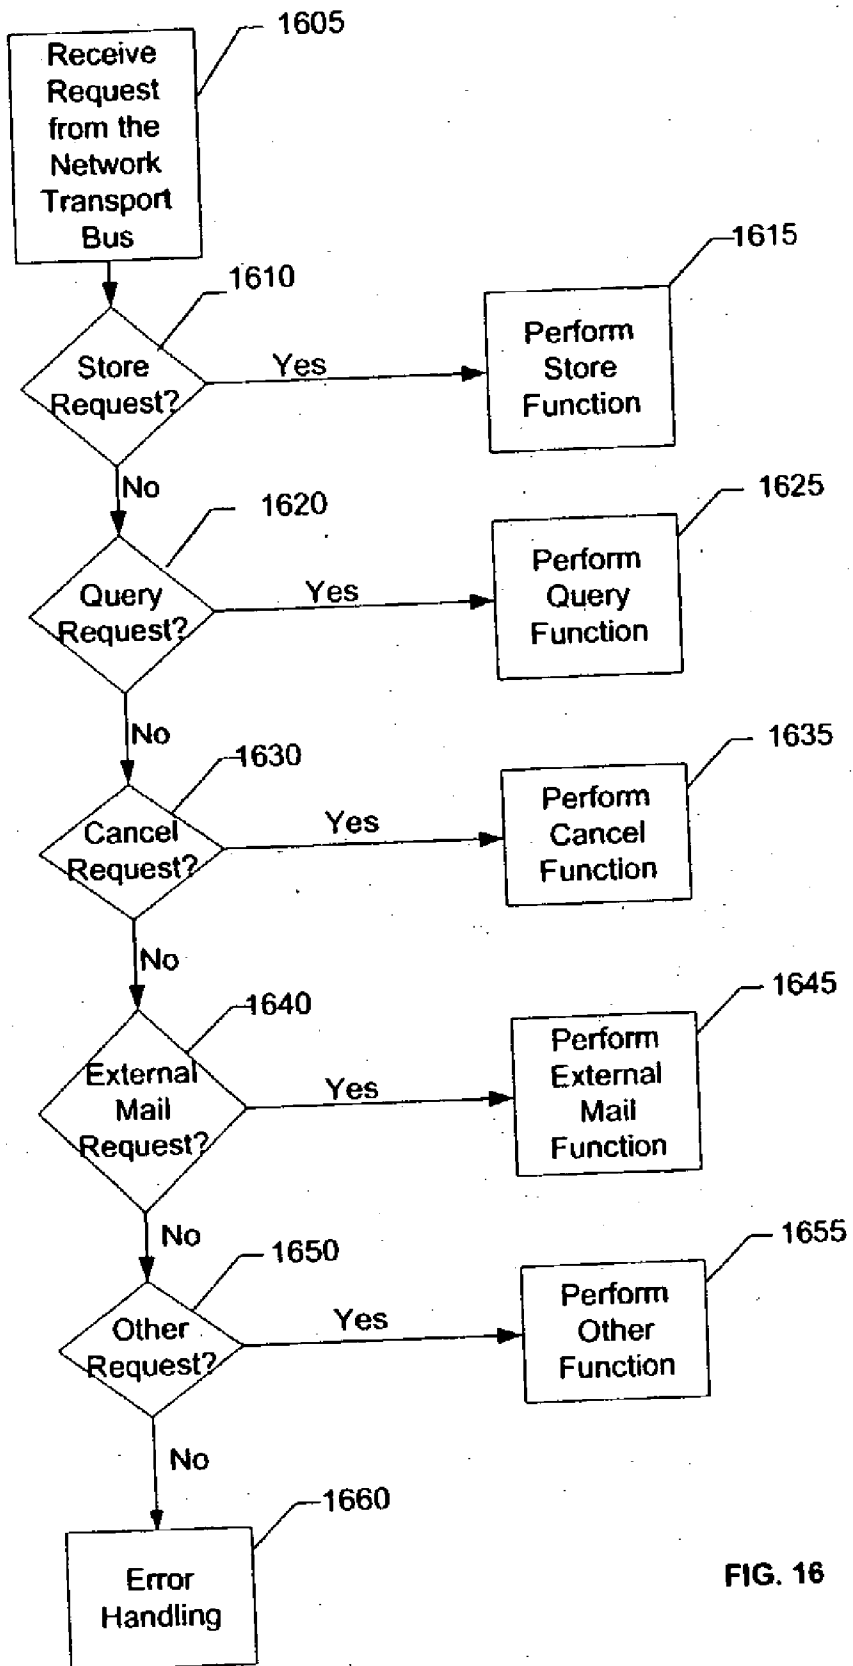 1605
Receive
Request
from the
Network
Transport
Bus
1610
Store
Request?
Yes
1615
Perform
Store
Function
No
1620
Query
Request?
Yes
1625
Perform
Query
Function
No
1630
Cancel
Request?
Yes
1635
Perform
Cancel
Function
No
1640
External
Mail
Request?
Yes
1645
Perform
External
Mail
Function
No
1650
Other
Request?
Yes
1655
Perform
Other
Function
No
1660
Error
Handling
FIG. 16